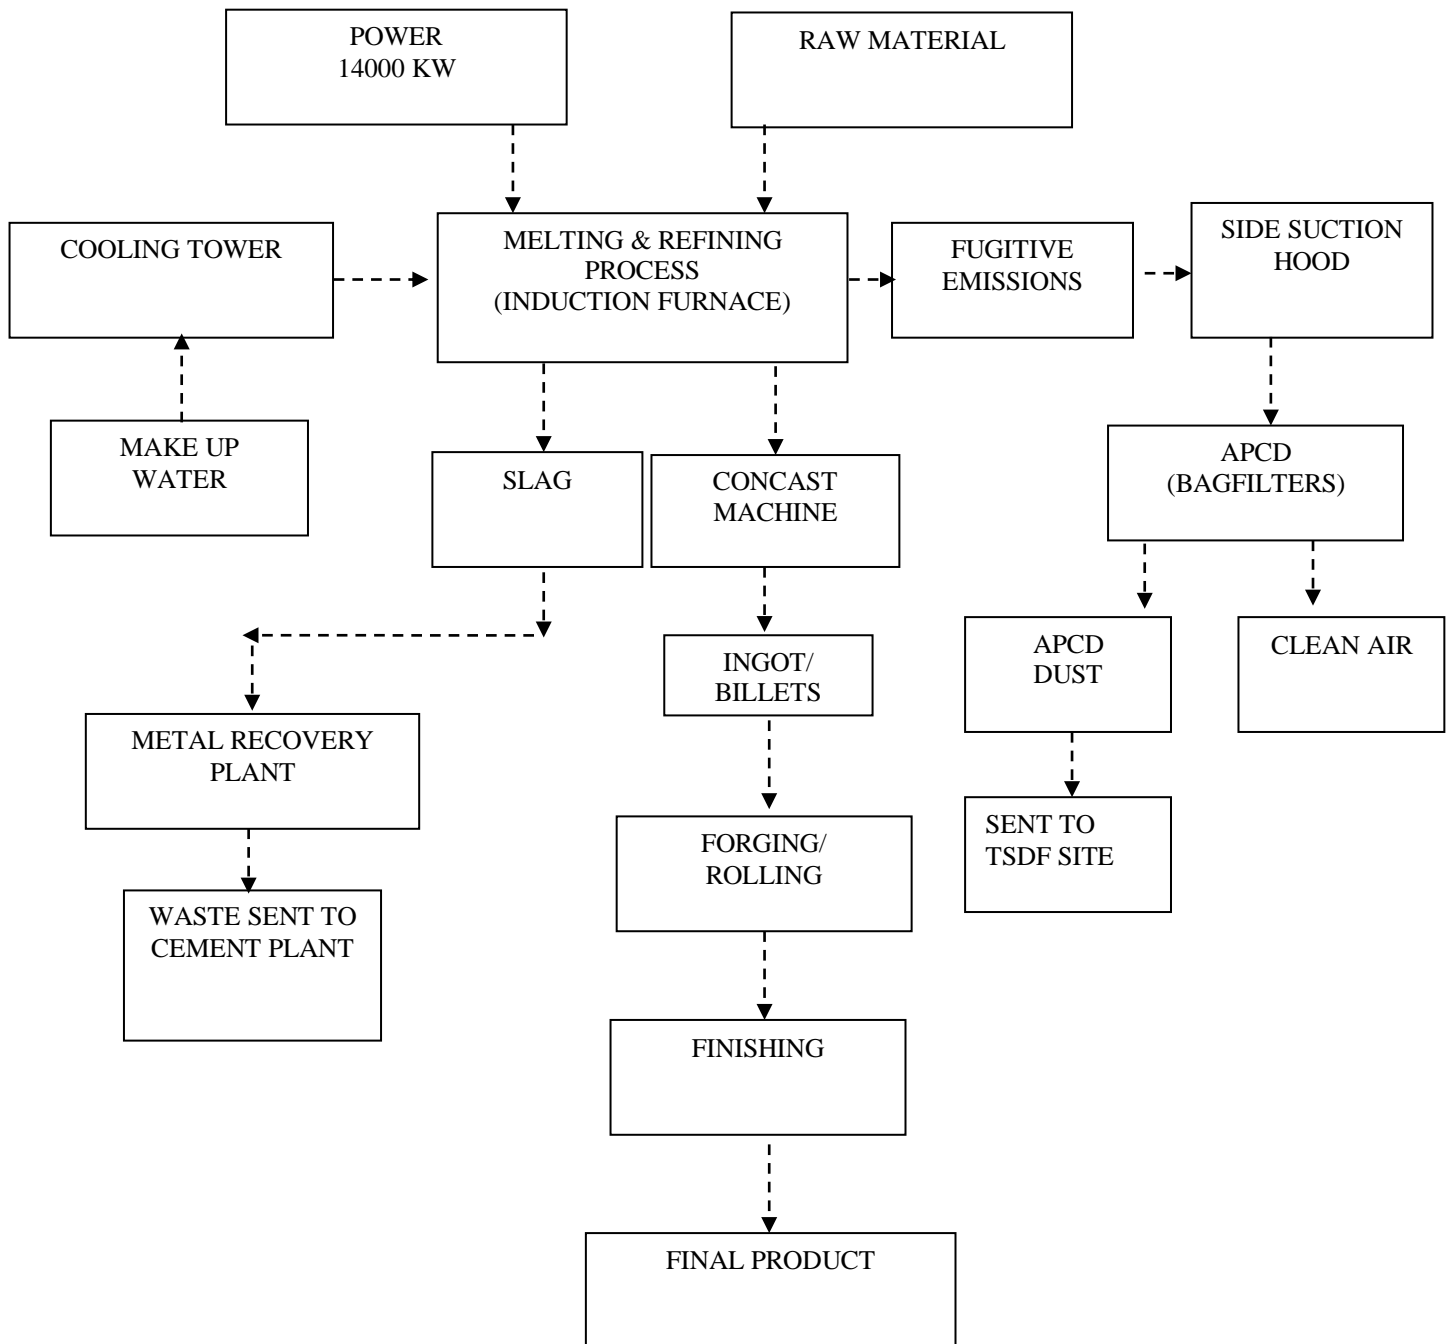 POWER
14000 KW
RAW MATERIAL
COOLING TOWER
MELTING & REFINING
PROCESS
(INDUCTION FURNACE)
FUGITIVE
EMISSIONS
SIDE SUCTION
HOOD
MAKE UP
WATER
SLAG
CONCAST
MACHINE
APCD
(BAGFILTERS)
INGOT/
BILLETS
APCD
DUST
CLEAN AIR
METAL RECOVERY
PLANT
FORGING/
ROLLING
SENT TO
TSDF SITE
WASTE SENT TO
CEMENT PLANT
FINISHING
FINAL PRODUCT